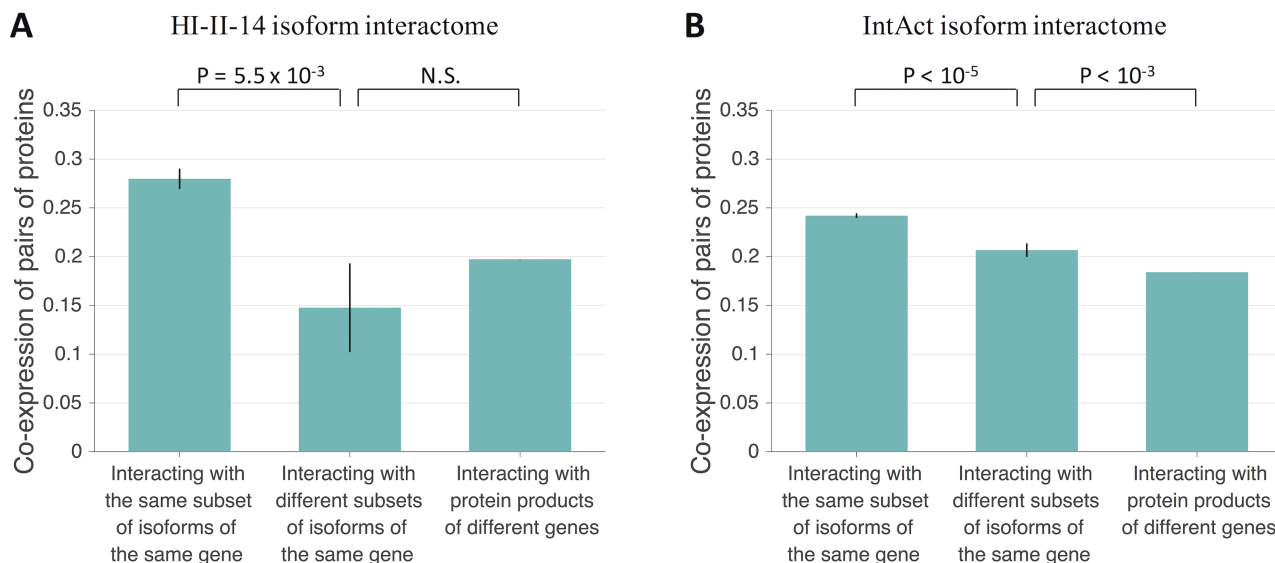 A
HI-II-14 isoform interactome
P = 5.5 x 10-3
N.S.
Co-expression of pairs of proteins
0.35
0.3
0.25
0.2
0.15
0.1
0.05
0
Interacting with
the same subset
of isoforms of
the same gene
Interacting with
different subsets
of isoforms of
the same gene
Interacting with
protein products
of different genes
B
IntAct isoform interactome
P < 10-5
P < 10-3
Co-expression of pairs of proteins
0.35
0.3
0.25
0.2
0.15
0.1
0.05
0
Interacting with
the same subset
of isoforms of
the same gene
Interacting with
different subsets
of isoforms of
the same gene
Interacting with
protein products
of different genes